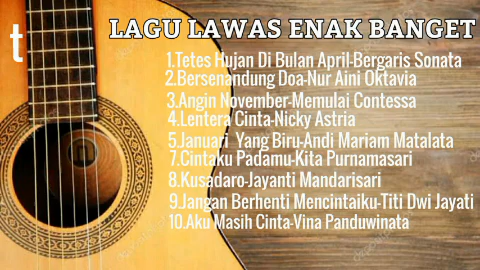 t
LAGU LAWAS ENAK BANGET
1.Tetes Hujan Di Bulan April-Bergaris Sonata
2.Bersenandung Doa-Nur Aini Oktavia
3.Angin November-Memulai Contessa
4.Lentera Cinta-Nicky Astria
5.Januari Yang Biru-Andi Mariam Matalata
7.Cintaku Padamu-Kita Purnamasari
8.Kusadaro-Jayanti Mandarisari
9.Jangan Berhenti Mencintaiku-Titi Dwi Jayati
10.Aku Masih Cinta-Vina Panduwinata